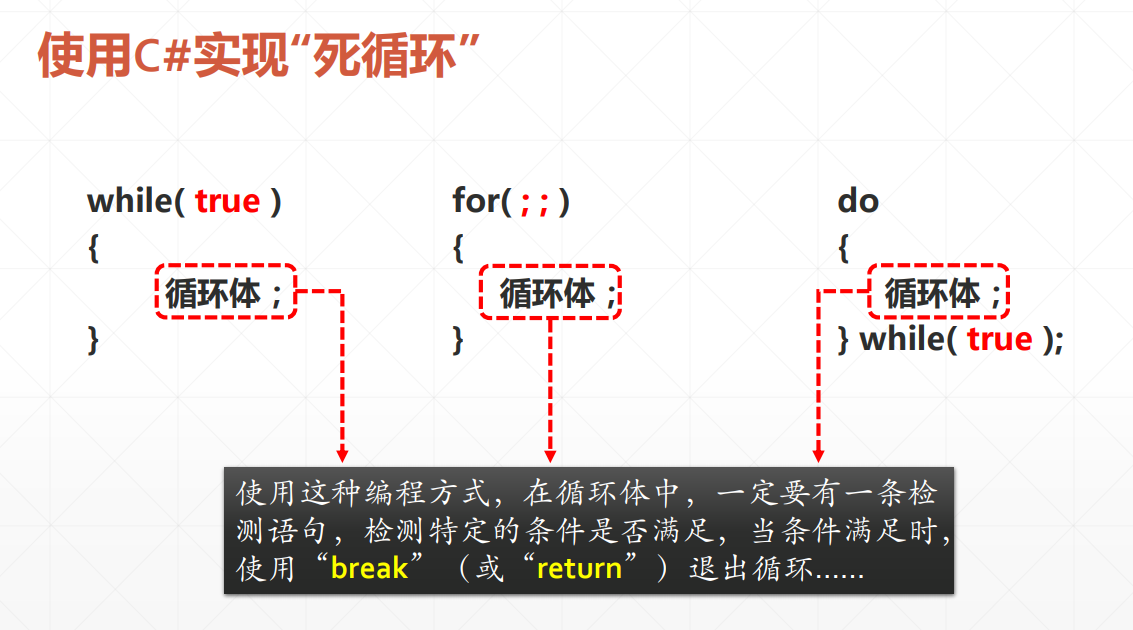 使用C#实现“死循环”
while( true )
{
循环体；
}
for( ; ; )
{
循环体；
}
do
{
循环体；
} while( true );
使用这种编程方式，在循环体中，一定要有一条检
测语句，检测特定的条件是否满足，当条件满足时，
使用“break”（或“return”）退出循环……